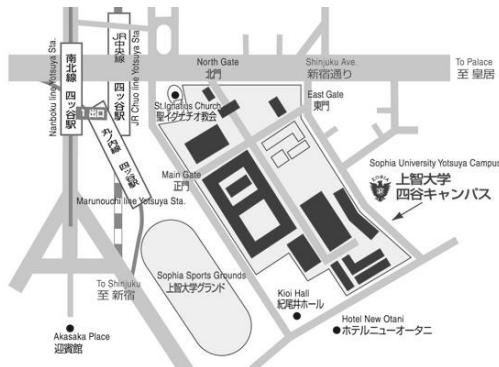 Nanboku line Yotsuya Sta.
南北線 四ッ谷駅
JR中央線 四ッ谷駅
JR Chuo line Yotsuya Sta.
North Gate
北門
Shinjuku Ave.
新宿通り
To Palace
至 皇居
St.Ignatius Church
聖イグナチオ教会
East Gate
東門
1 出口
丸ノ内線 四ッ谷駅
Marunouchi line Yotsuya Sta.
Main Gate
正門
Sophia University Yotsuya Campus
上智大学
四谷キャンパス
Sophia Sports Grounds
上智大学グランド
To Shinjuku
至 新宿
Kioi Hall
紀尾井ホール
Hotel New Otani
ホテルニューオータニ
Akasaka Place
迎賓館